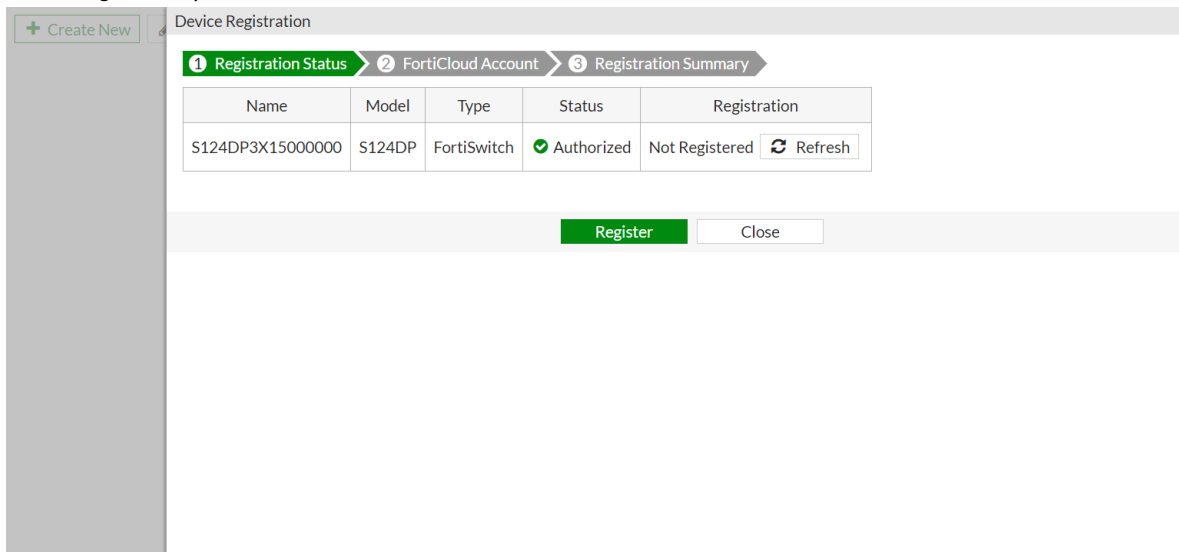 Create New
Device Registration
1 Registration Status 2 FortiCloud Account 3 Registration Summary
Name Model Type Status Registration
S124DP3X15000000 S124DP FortiSwitch Authorized Not Registered Refresh
Register Close